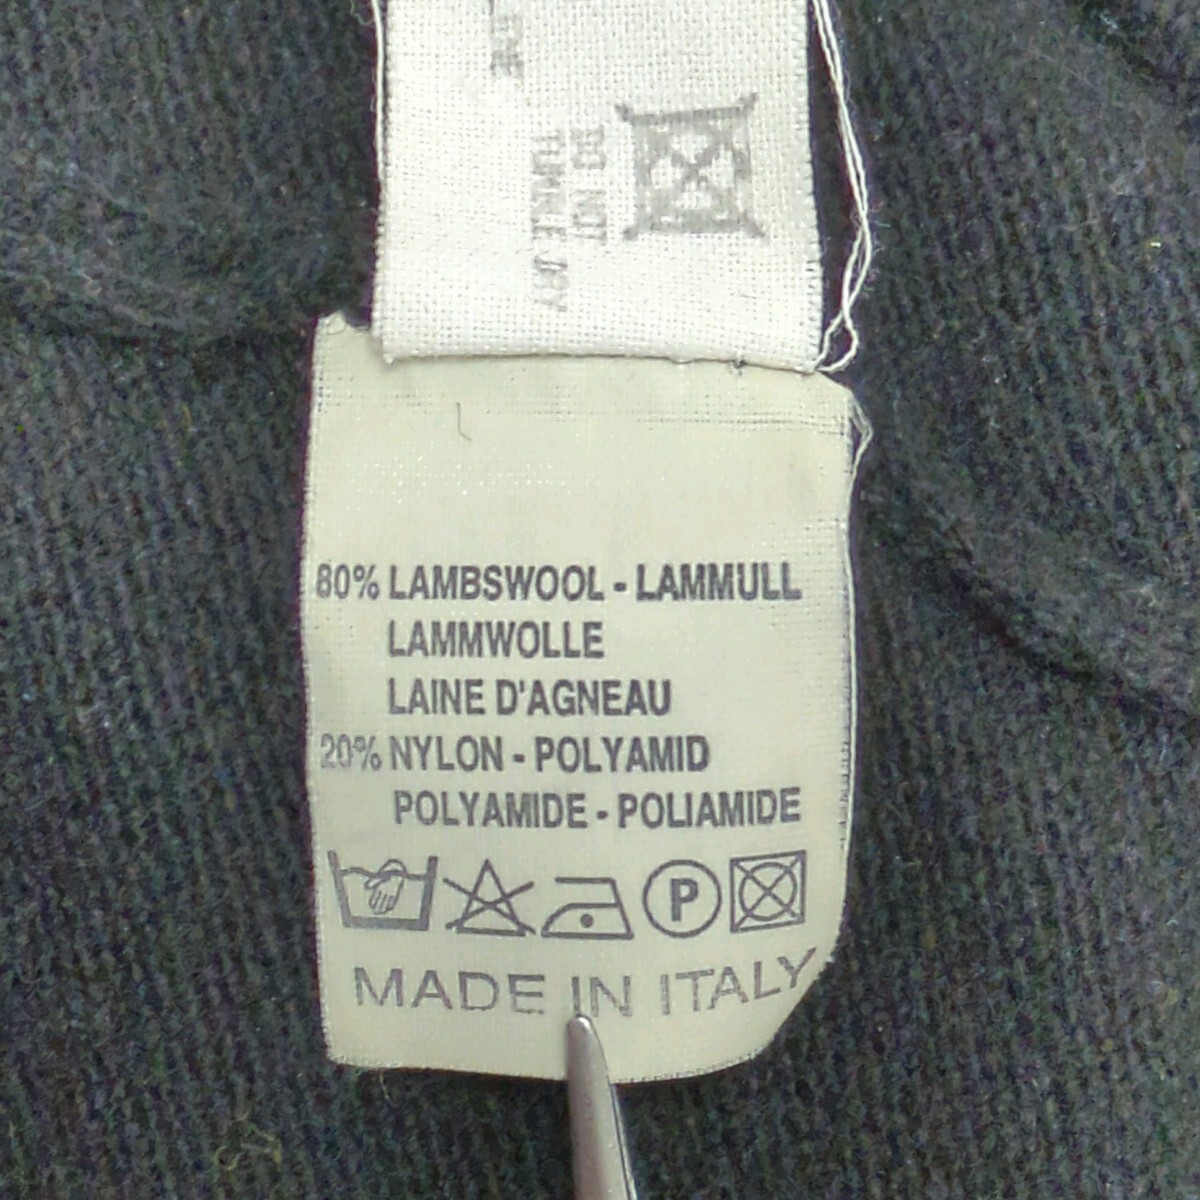 DO NOT
TUMBLE DRY
80% LAMBSWOOL - LAMMULL
LAMMWOLLE
LAINE D'AGNEAU
20% NYLON - POLYAMID
POLYAMIDE - POLIAMIDE
P
MADE IN ITALY